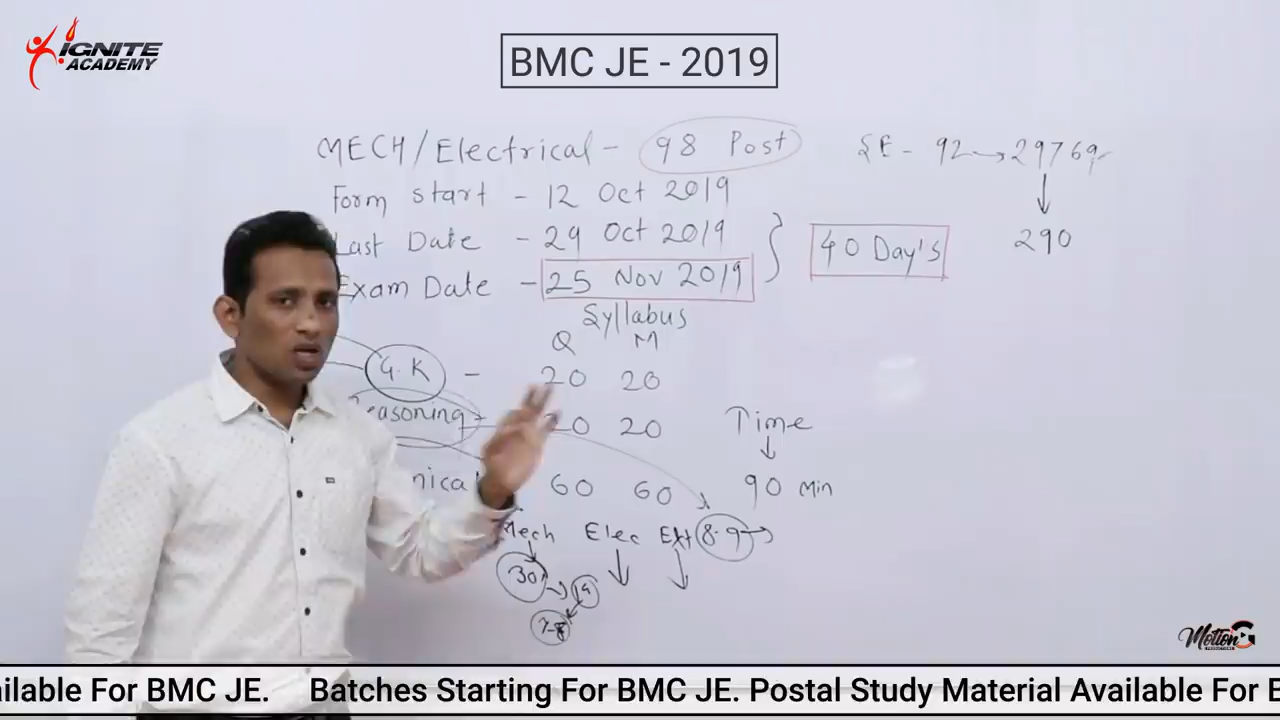 IGNITE
ACADEMY
BMC JE - 2019
MECH/Electrical - 98 Post
SE - 92 → 29769
↓
290
Form start - 12 Oct 2019
Last Date - 29 Oct 2019
40 Day's
Exam Date - 25 Nov 2019
Syllabus
Q M
G.K - 20 20
Reasoning 20 20
Time
↓
nical 60 60
90 Min
Mech Elec Ext 8-9 →
30
Motion
ailable For BMC JE. Batches Starting For BMC JE. Postal Study Material Available For